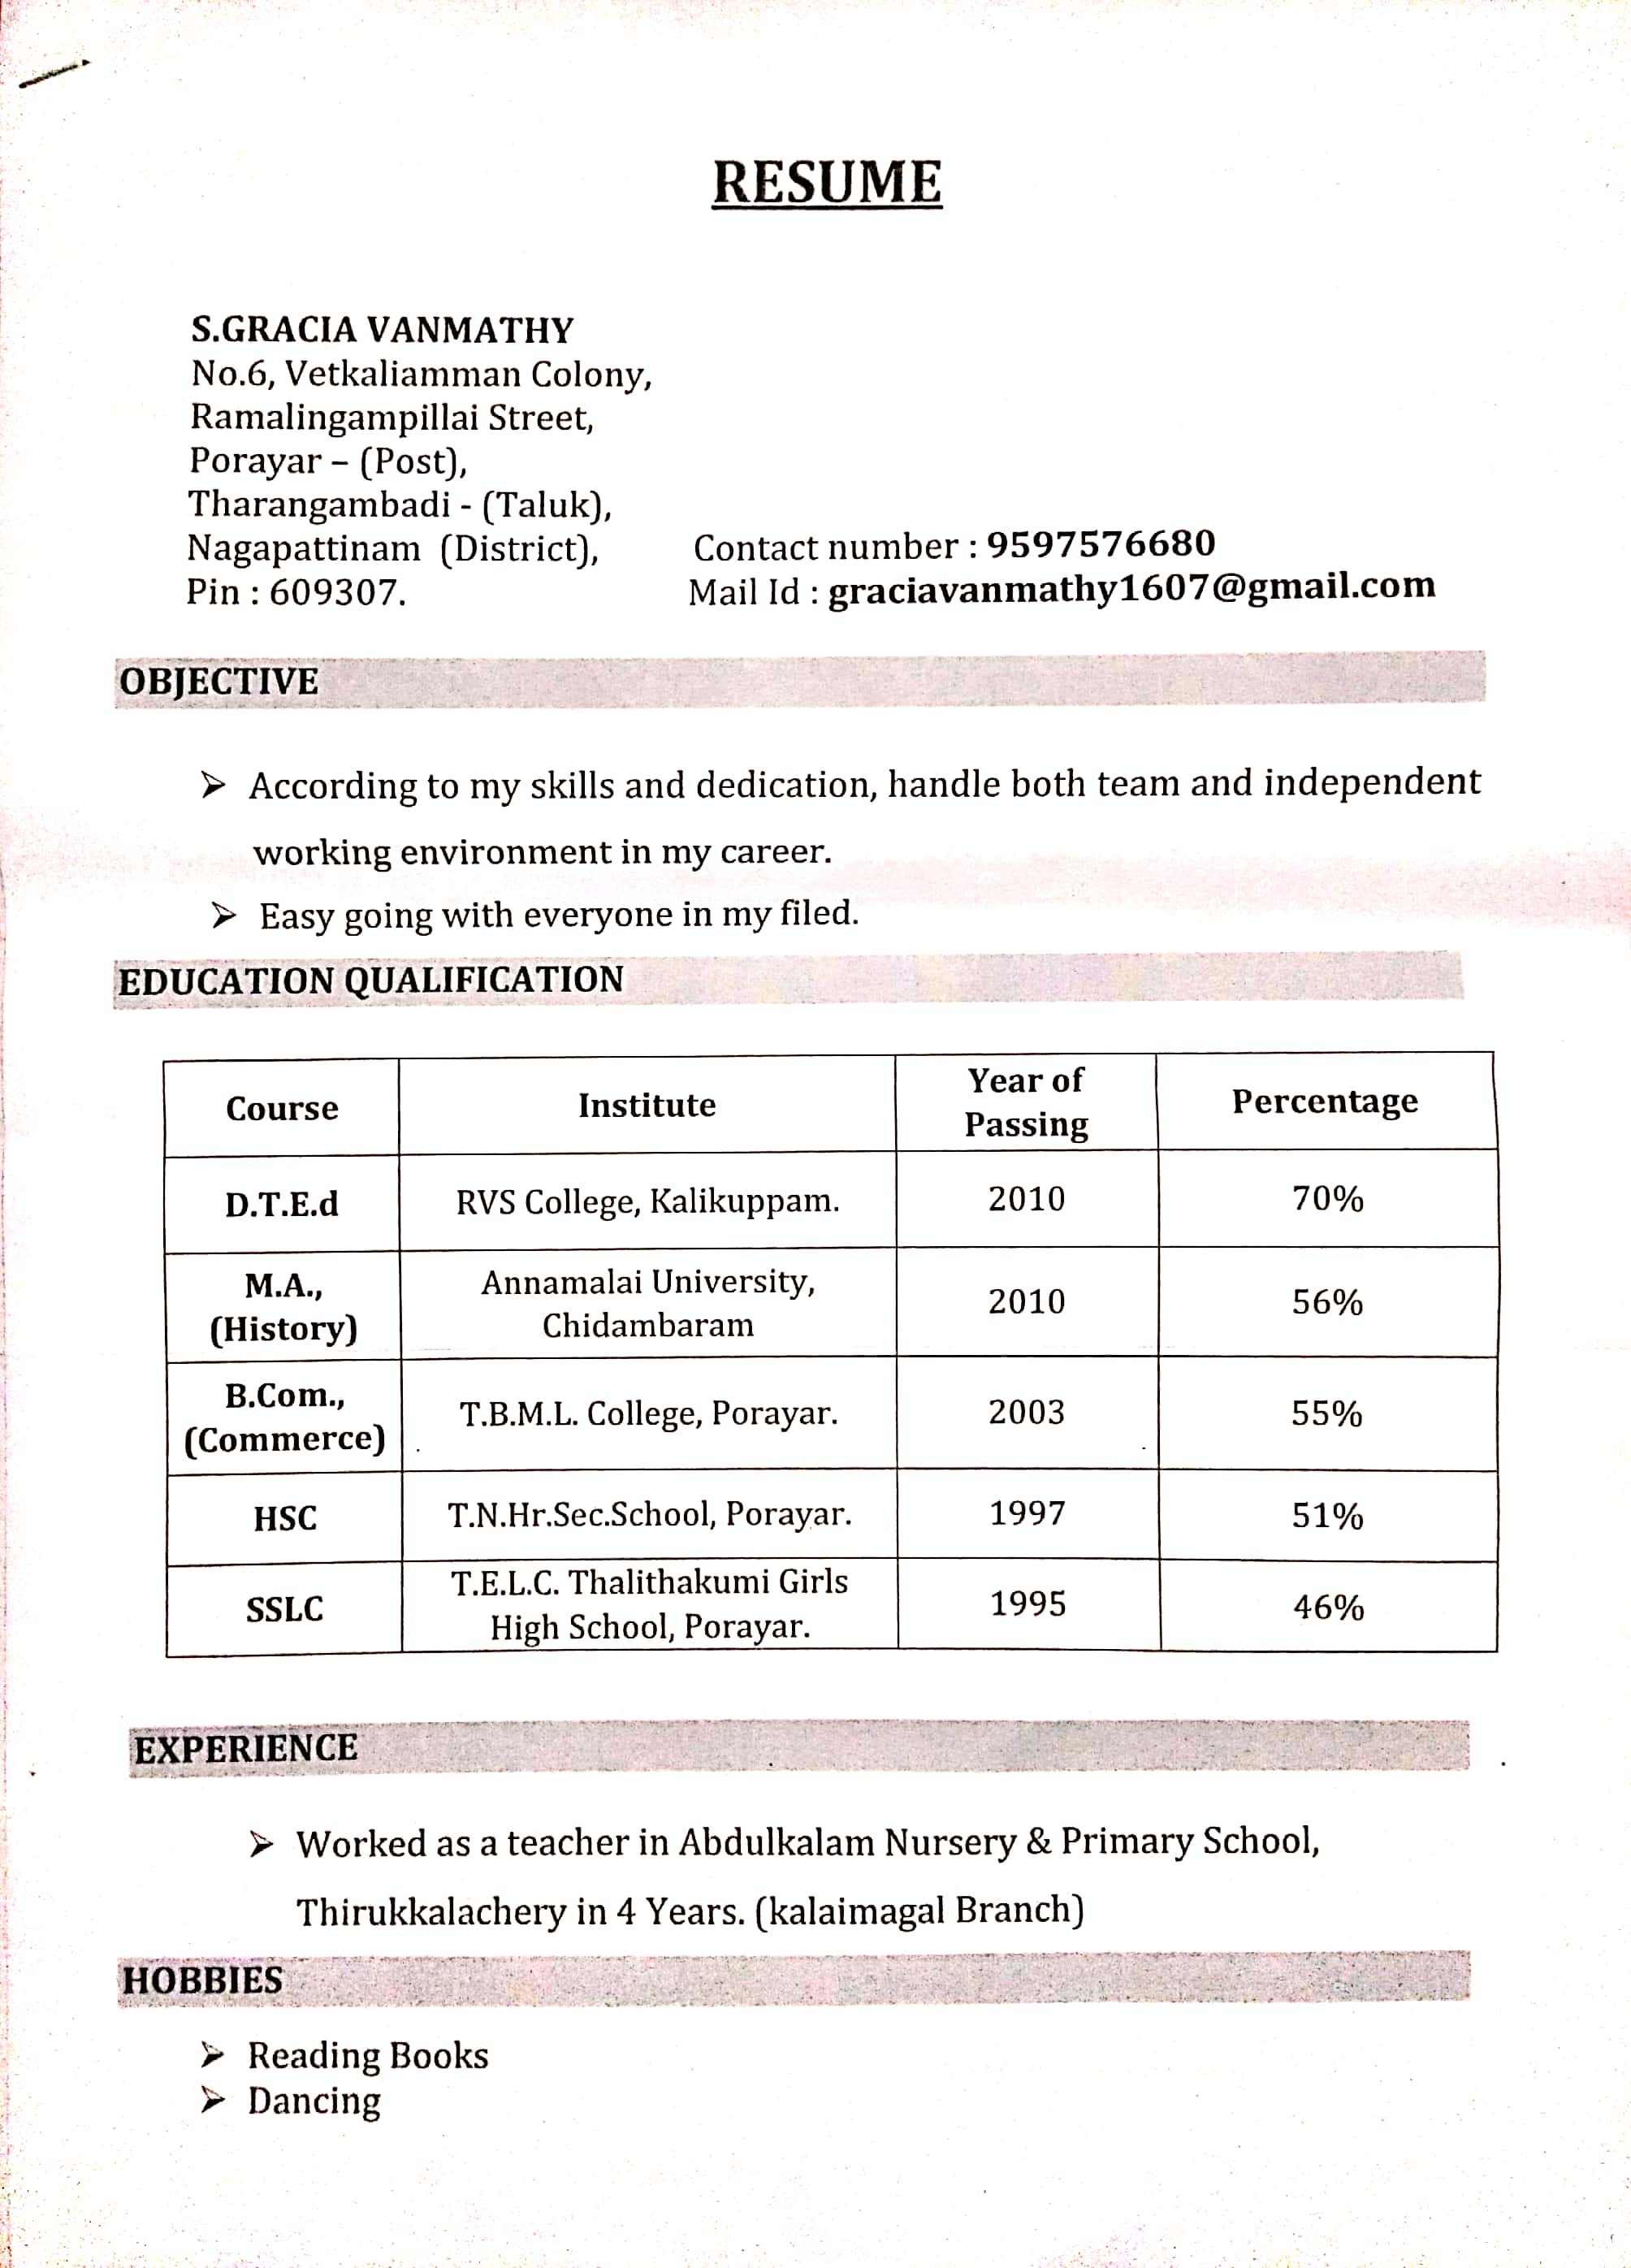 RESUME
S.GRACIA VANMATHY
No.6, Vetkaliamman Colony,
Ramalingampillai Street,
Porayar – (Post),
Tharangambadi - (Taluk),
Nagapattinam (District), Contact number : 9597576680
Pin : 609307. Mail Id : graciavanmathy1607@gmail.com
OBJECTIVE
➢ According to my skills and dedication, handle both team and independent
working environment in my career.
➢ Easy going with everyone in my filed.
EDUCATION QUALIFICATION
Course Institute Year of Passing Percentage
D.T.E.d RVS College, Kalikuppam. 2010 70%
M.A., (History) Annamalai University, Chidambaram 2010 56%
B.Com., (Commerce) T.B.M.L. College, Porayar. 2003 55%
HSC T.N.Hr.Sec.School, Porayar. 1997 51%
SSLC T.E.L.C. Thalithakumi Girls High School, Porayar. 1995 46%
EXPERIENCE
➢ Worked as a teacher in Abdulkalam Nursery & Primary School,
Thirukkalachery in 4 Years. (kalaimagal Branch)
HOBBIES
➢ Reading Books
➢ Dancing